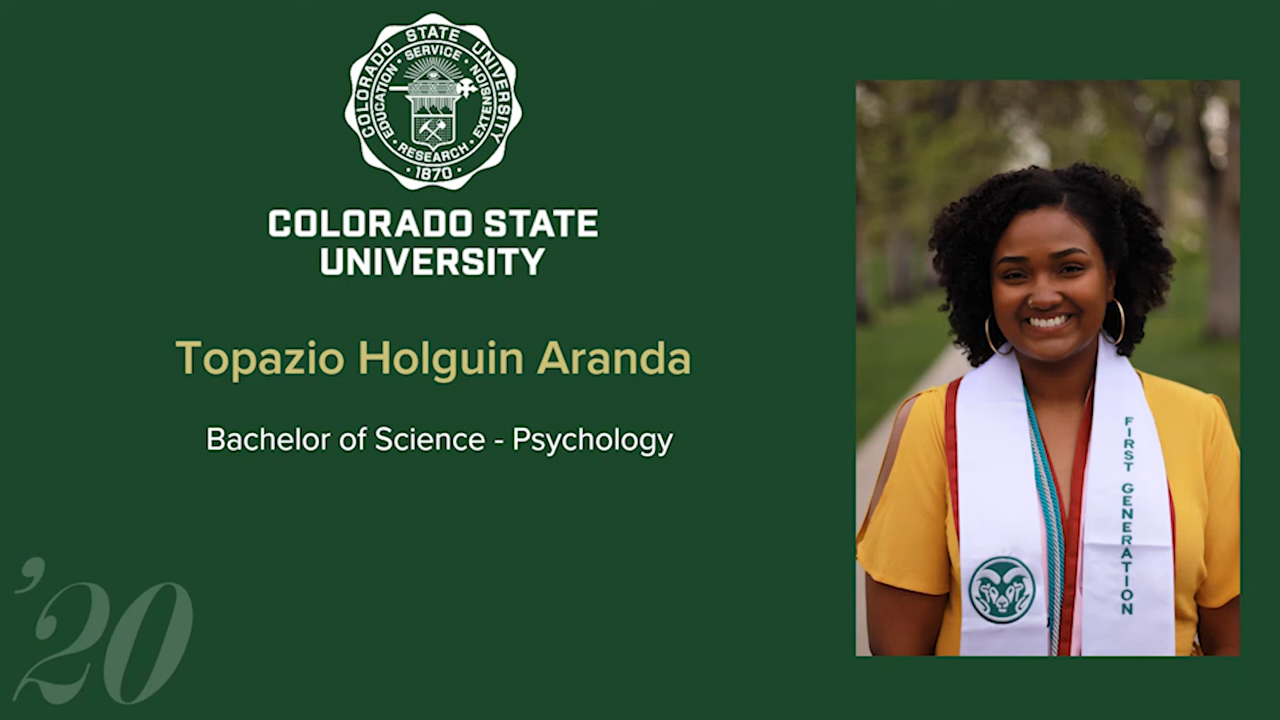 COLORADO STATE UNIVERSITY
EDUCATION • SERVICE • EXTENSION
• RESEARCH •
• 1870 •
COLORADO STATE
UNIVERSITY
Topazio Holguin Aranda
Bachelor of Science - Psychology
’20
FIRST GENERATION